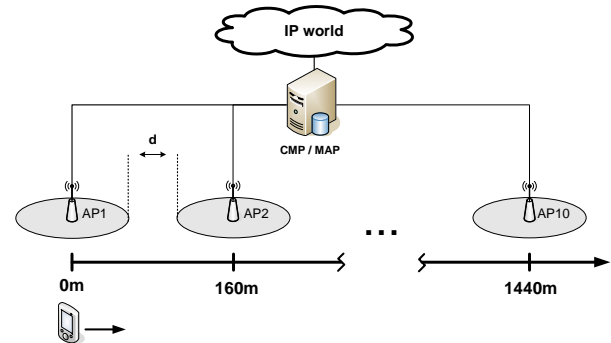 IP world
CMP / MAP
d
AP1
AP2
...
AP10
0m
160m
1440m